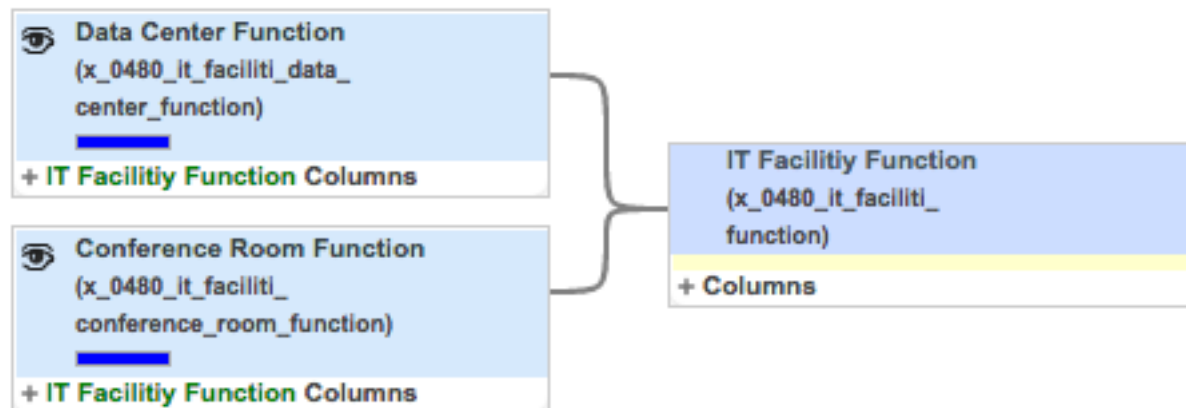 Data Center Function
(x_0480_it_faciliti_data_
center_function)
+ IT Facilitiy Function Columns
Conference Room Function
(x_0480_it_faciliti_
conference_room_function)
+ IT Facilitiy Function Columns
IT Facilitiy Function
(x_0480_it_faciliti_
function)
+ Columns